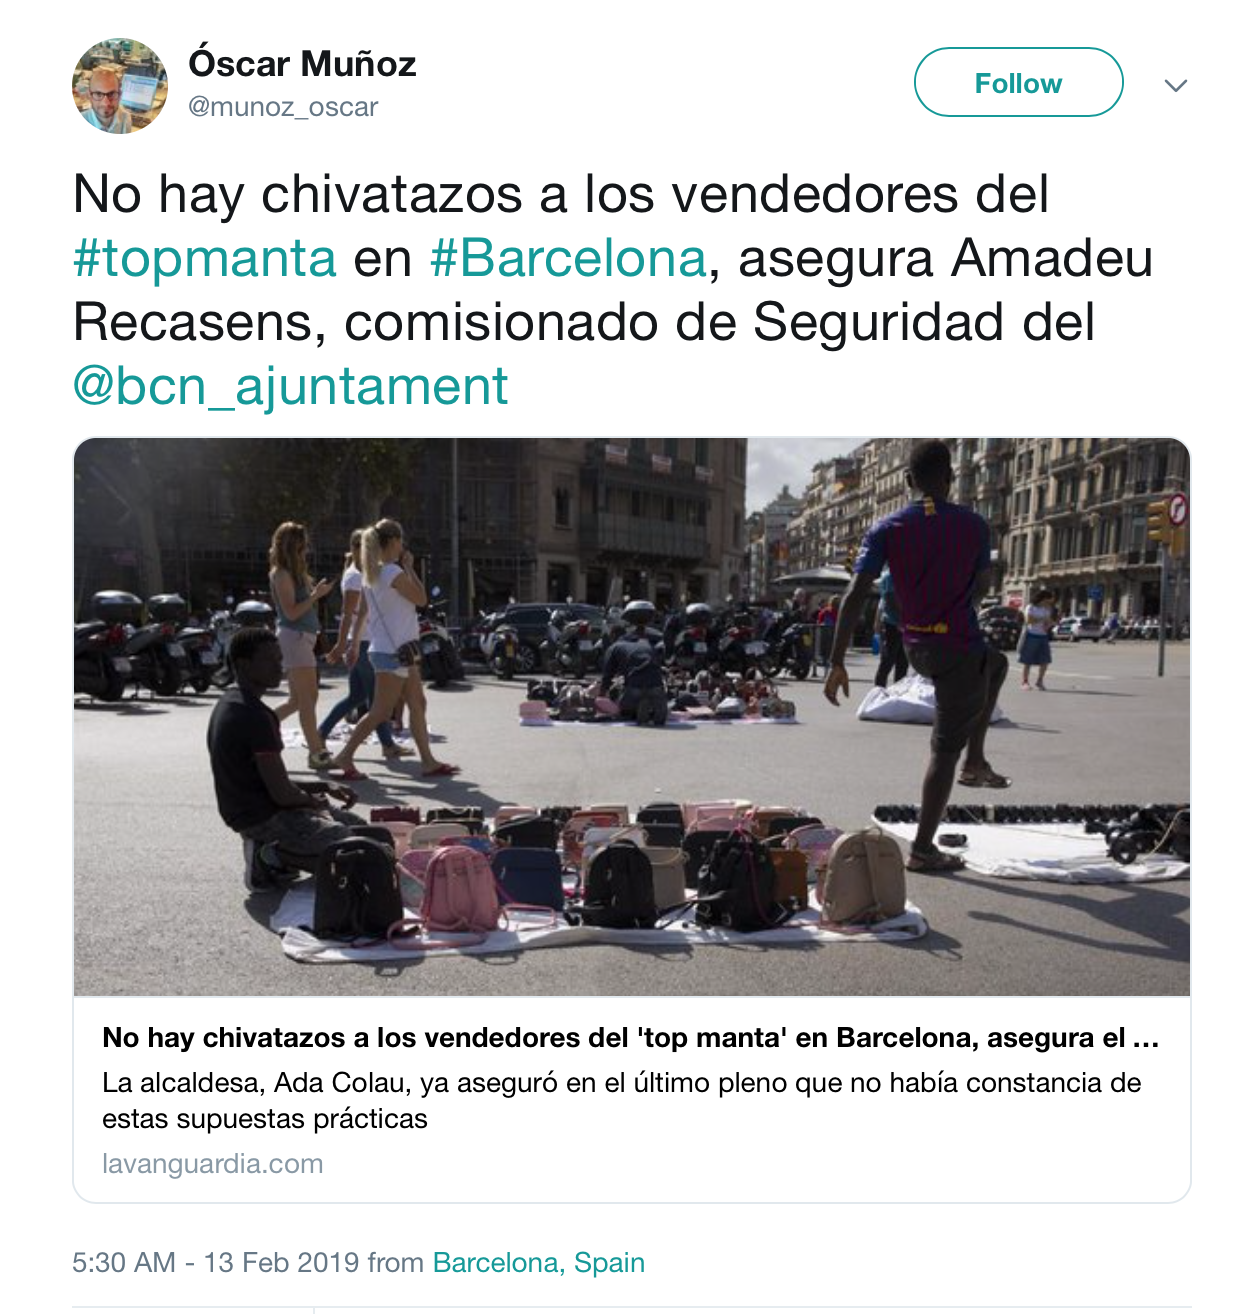 Óscar Muñoz
@munoz_oscar
Follow
No hay chivatazos a los vendedores del
#topmanta en #Barcelona, asegura Amadeu
Recasens, comisionado de Seguridad del
@bcn_ajuntament
No hay chivatazos a los vendedores del 'top manta' en Barcelona, asegura el ...
La alcaldesa, Ada Colau, ya aseguró en el último pleno que no había constancia de
estas supuestas prácticas
lavanguardia.com
5:30 AM - 13 Feb 2019 from Barcelona, Spain